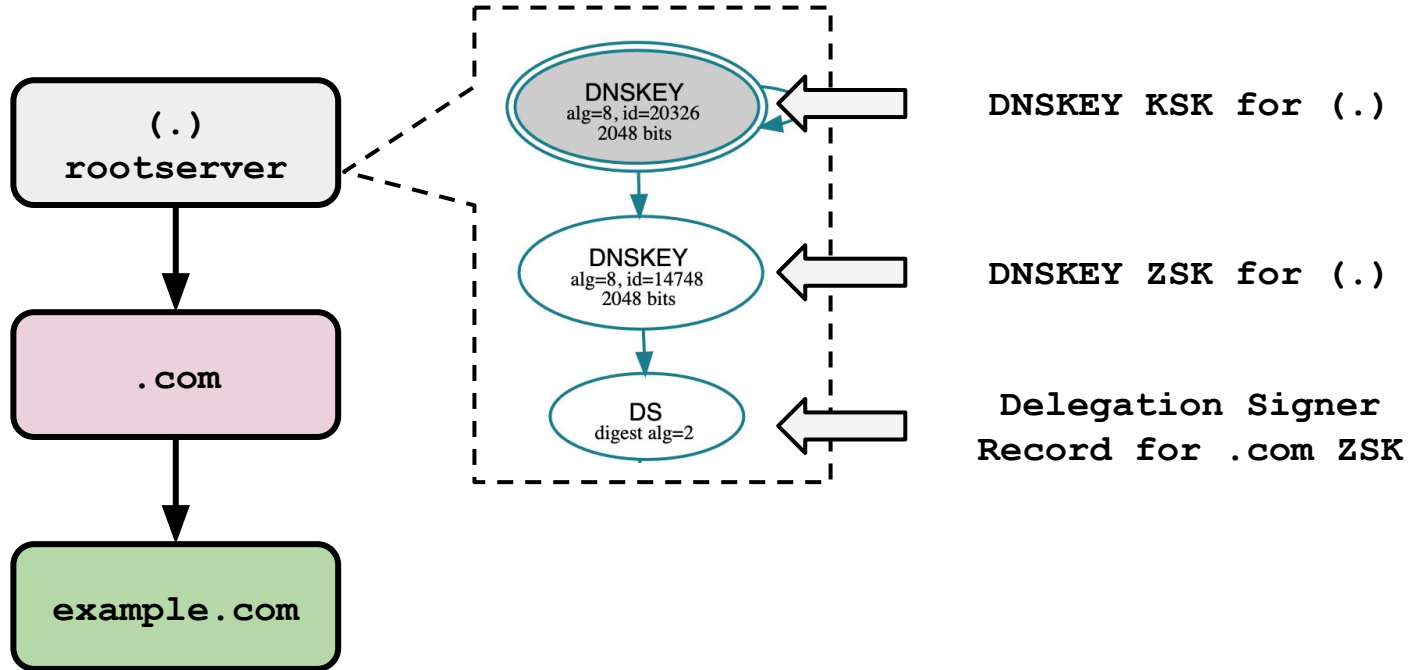 (.)
rootserver
.com
example.com
DNSKEY
alg=8, id=20326
2048 bits
DNSKEY
alg=8, id=14748
2048 bits
DS
digest alg=2
DNSKEY KSK for (.)
DNSKEY ZSK for (.)
Delegation Signer
Record for .com ZSK